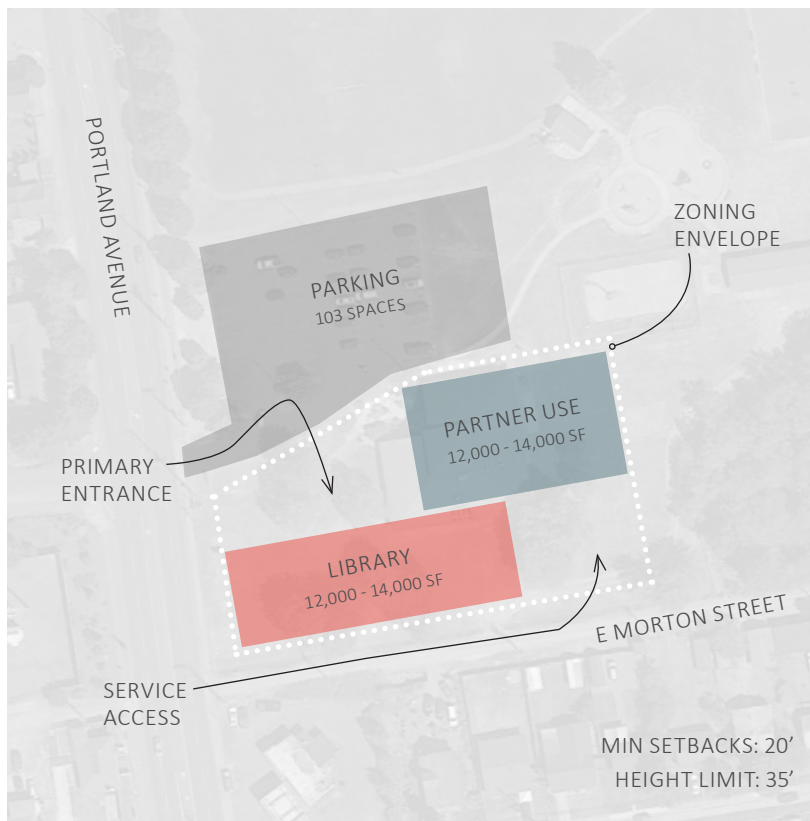 PORTLAND AVENUE
ZONING
ENVELOPE
PARKING
103 SPACES
PARTNER USE
12,000 - 14,000 SF
PRIMARY
ENTRANCE
LIBRARY
12,000 - 14,000 SF
E MORTON STREET
SERVICE
ACCESS
MIN SETBACKS: 20’
HEIGHT LIMIT: 35’